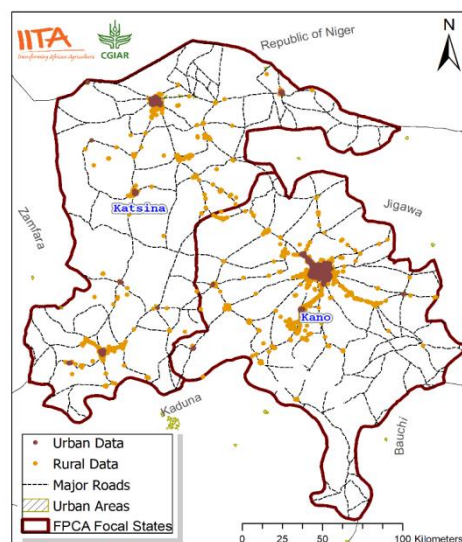 IITA
Transforming African Agriculture
CGIAR
Republic of Niger
N
Katsina
Jigawa
Zamfara
Kano
Kaduna
Bauchi
Urban Data
Rural Data
Major Roads
Urban Areas
FPCA Focal States
0 25 50 100 Kilometers